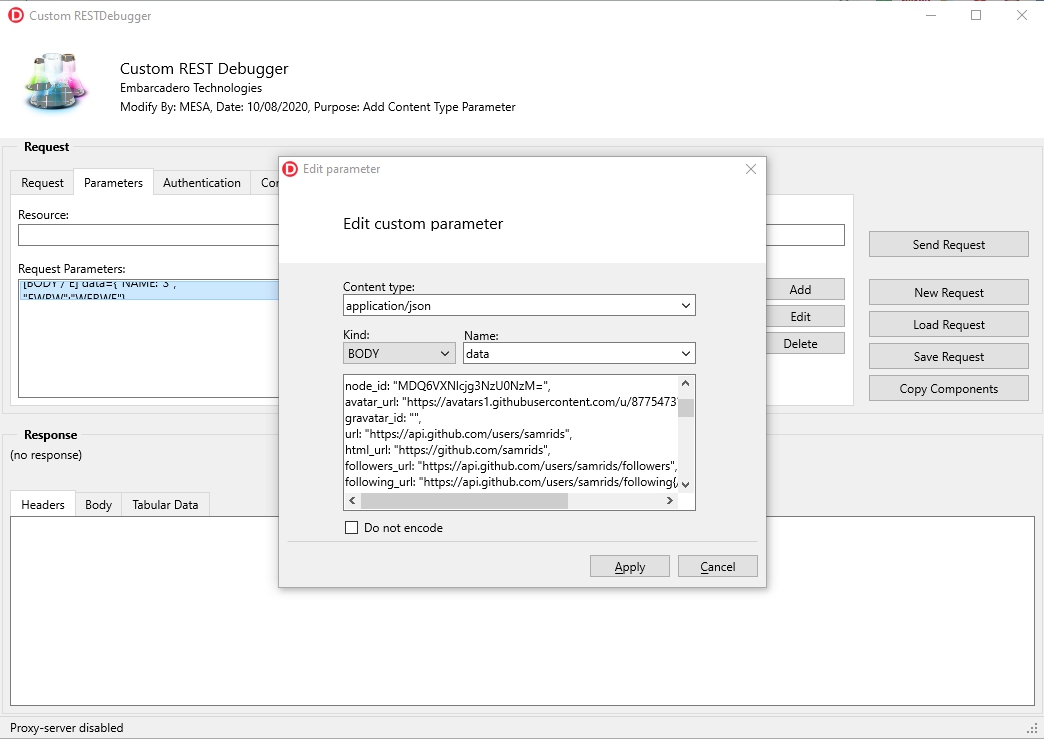 Custom RESTDebugger
Custom REST Debugger
Embarcadero Technologies
Modify By: MESA, Date: 10/08/2020, Purpose: Add Content Type Parameter
Request
Request
Parameters
Authentication
Resource:
Request Parameters:
[BODY / E] data={"NAME:"3",
"EWRW":"WERWE"}
Add
Edit
Delete
Send Request
New Request
Load Request
Save Request
Copy Components
Edit parameter
Edit custom parameter
Content type:
application/json
Kind:
Name:
BODY
data
avatar_url: "https://avatars1.githubusercontent.com/u/877547
gravatar_id: "",
url: "https://api.github.com/users/samrids",
html_url: "https://github.com/samrids",
followers_url: "https://api.github.com/users/samrids/followers",
following_url: "https://api.github.com/users/samrids/following{
Do not encode
Apply
Cancel
Response
(no response)
Headers
Body
Tabular Data
Proxy-server disabled